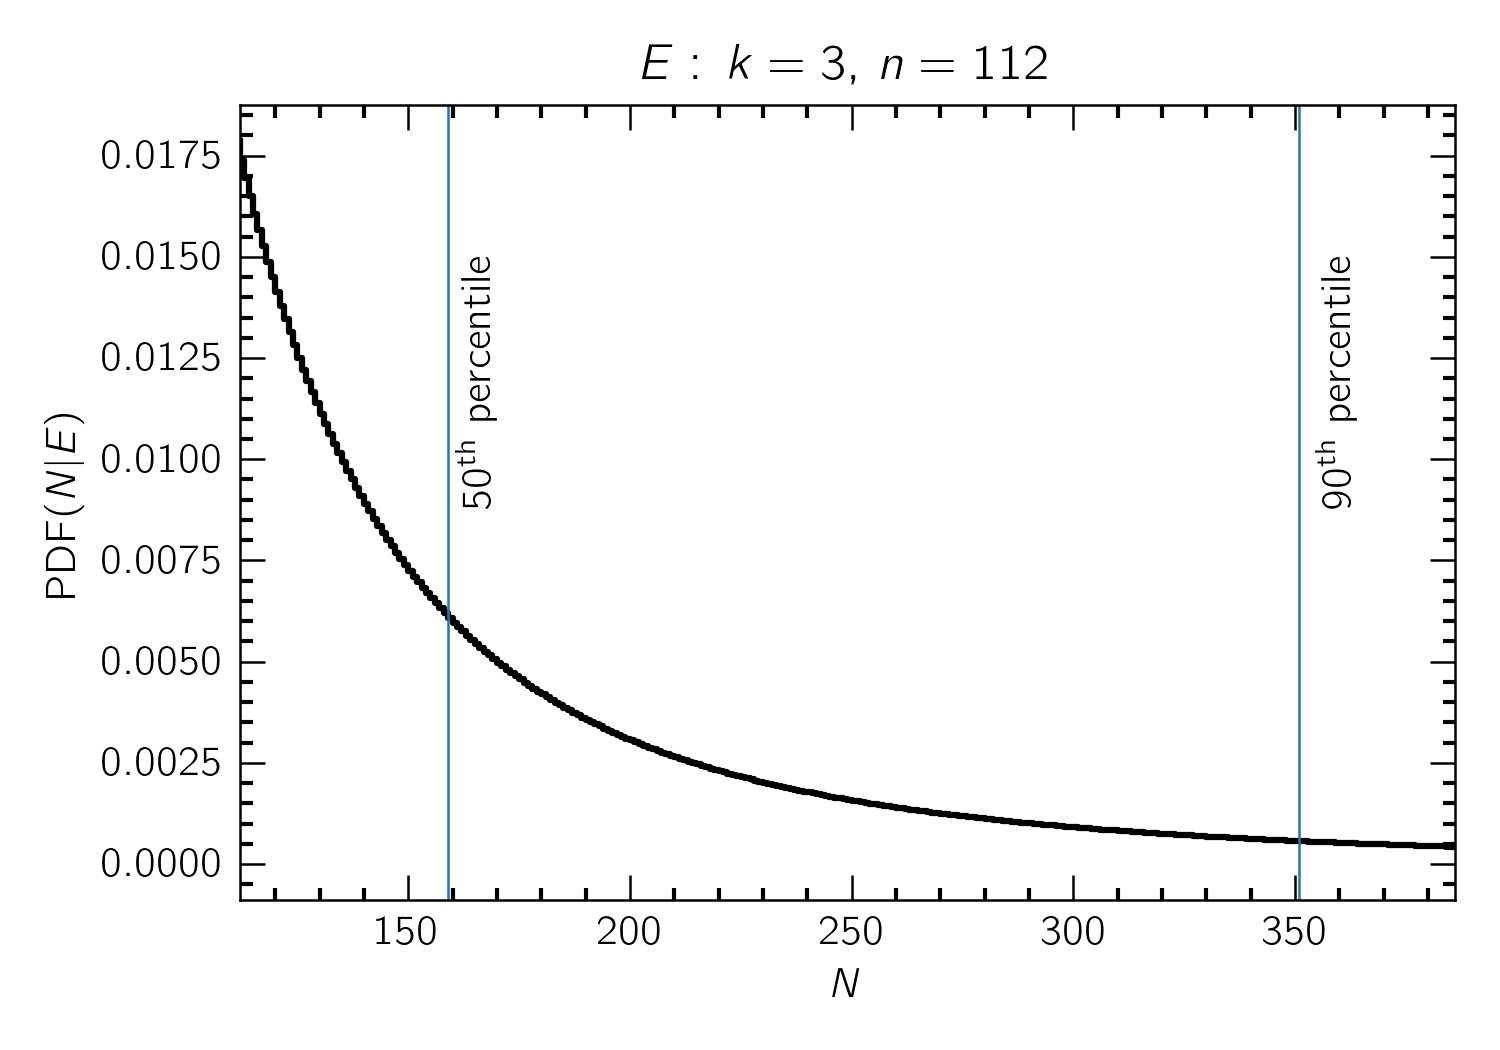 E : k = 3, n = 112
PDF(N|E)
0.0175
0.0150
0.0125
0.0100
0.0075
0.0050
0.0025
0.0000
50th percentile
90th percentile
150 200 250 300 350
N